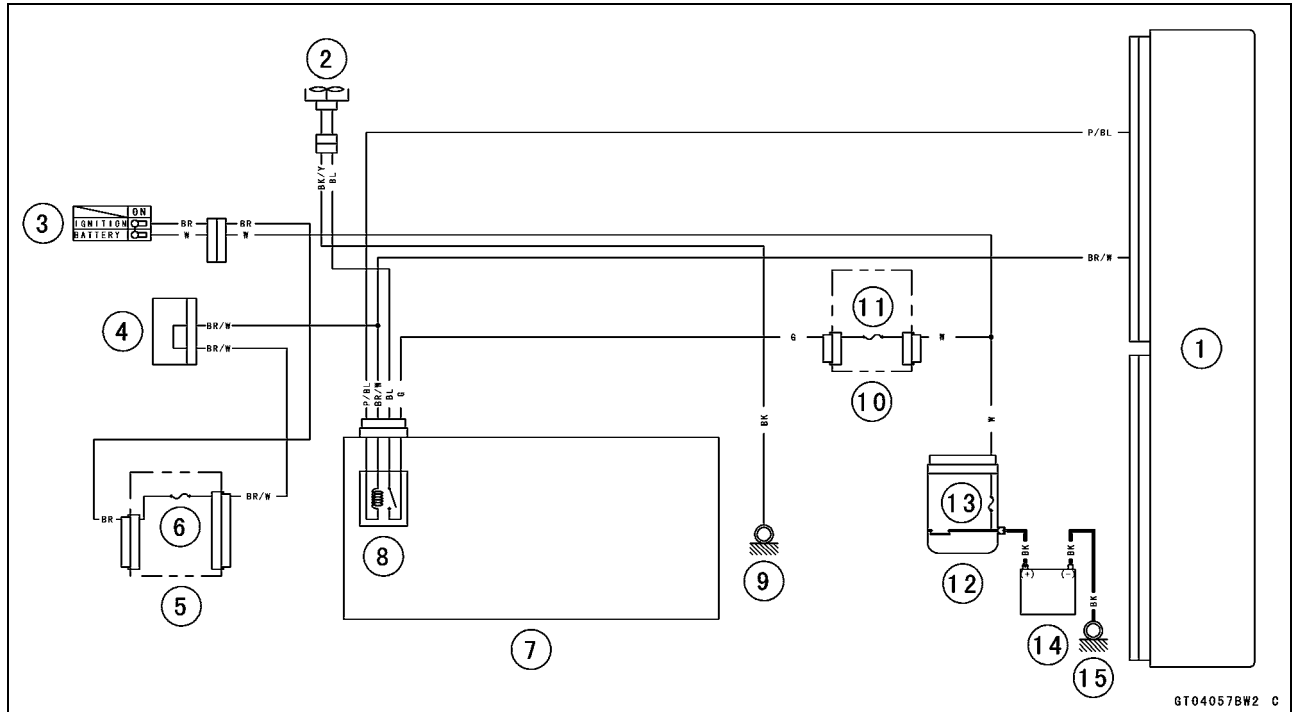 2
P/BL
BK/Y
BL
3
ON
IGNITION
BATTERY
BR
BR
W
W
BR/W
11
1
4
BR/W
BR/W
G
W
10
P/BL
BR/W
BL
G
BK
W
6
BR
BR/W
5
8
9
13
12
BK
BK
(+)
(-)
BK
7
14
15
GT04057BW2 C